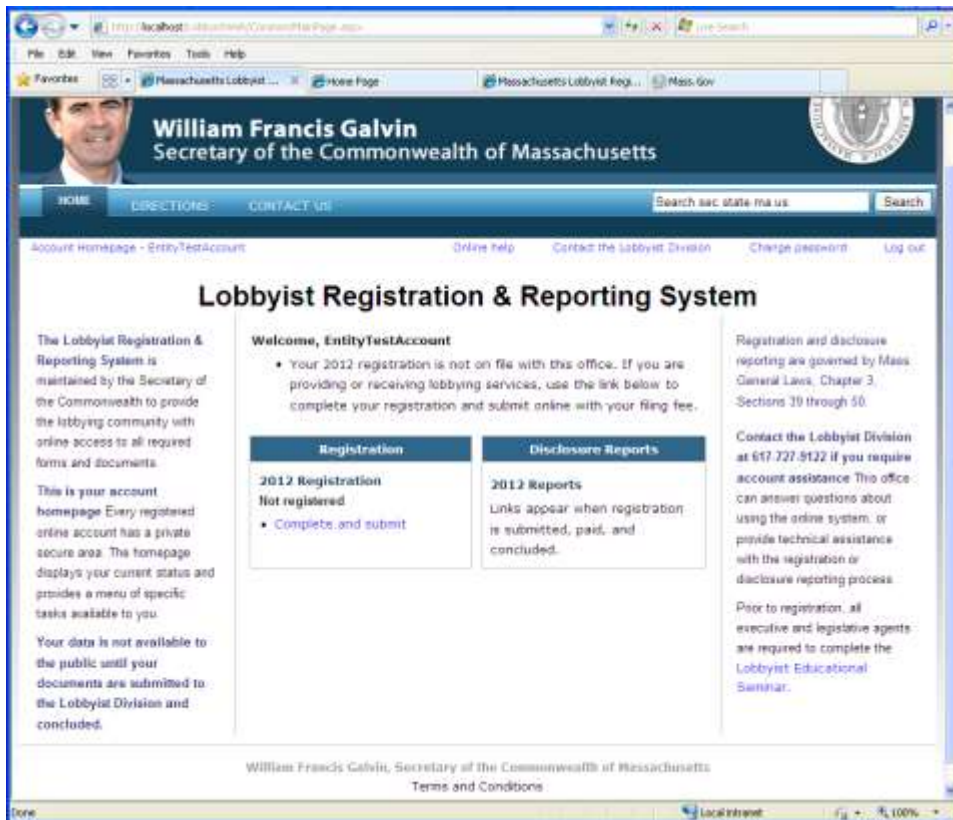 http://localhost
Live Search
File Edit View Favorites Tools Help
Favorites
Massachusetts Lobbyist ...
Home Page
Massachusetts Lobbyist Regi...
Mass.Gov
William Francis Galvin
Secretary of the Commonwealth of Massachusetts
HOME
DIRECTIONS
CONTACT US
Search sec state ma us
Search
Account Homepage - EntityTestAccount
Online help
Contact the Lobbyist Division
Change password
Log out
Lobbyist Registration & Reporting System
The Lobbyist Registration &
Reporting System is
maintained by the Secretary of
the Commonwealth to provide
the lobbying community with
online access to all required
forms and documents
This is your account
homepage Every registered
online account has a private
secure area. The homepage
displays your current status and
provides a menu of specific
tasks available to you
Your data is not available to
the public until your
documents are submitted to
the Lobbyist Division and
concluded.
Welcome, EntityTestAccount
• Your 2012 registration is not on file with this office. If you are
providing or receiving lobbying services, use the link below to
complete your registration and submit online with your filing fee.
Registration
2012 Registration
Not registered
• Complete and submit
Disclosure Reports
2012 Reports
Links appear when registration
is submitted, paid, and
concluded.
Registration and disclosure
reporting are governed by Mass.
General Laws, Chapter 3,
Sections 39 through 50.
Contact the Lobbyist Division
at 617.727.9122 if you require
account assistance This office
can answer questions about
using the online system, or
provide technical assistance
with the registration or
disclosure reporting process
Prior to registration, all
executive and legislative agents
are required to complete the
Lobbyist Educational
Seminar.
William Francis Galvin, Secretary of the Commonwealth of Massachusetts
Terms and Conditions
Done
Local intranet
100%